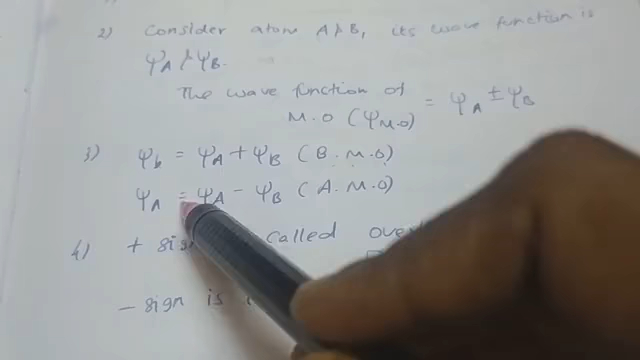 2) Consider atom A & B, its wave function is
ψA & ψB.
The wave function of
M.O (ψM.O) = ψA ± ψB
3) ψb = ψA + ψB (B.M.O)
ψA = ψA − ψB (A.M.O)
4) + sign called
− sign is